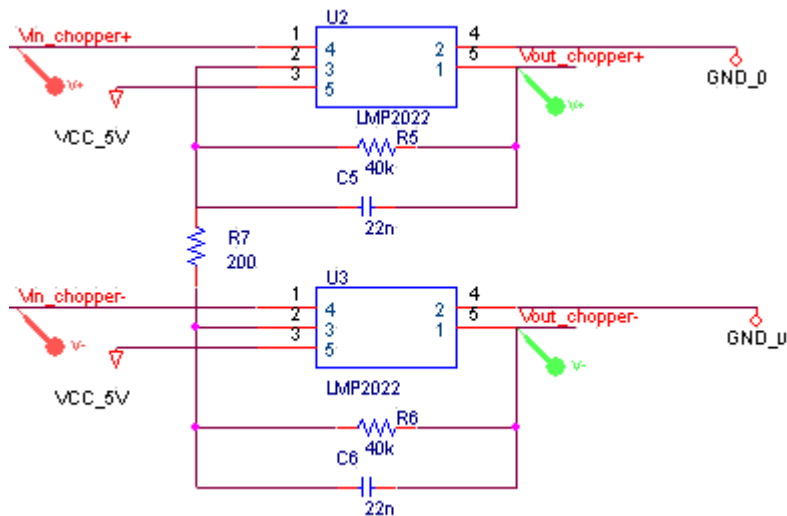 U2
Vin_chopper+
1 4 2 4
2 3 1 5
3 5
Vout_chopper+
V+
V+
GND_0
VCC_5V
LMP2022
R5
40k
C5
22n
R7
200
U3
Vin_chopper-
1 4 2 4
2 3 1 5
3 5
Vout_chopper-
V-
V-
GND_0
VCC_5V
LMP2022
R6
40k
C6
22n